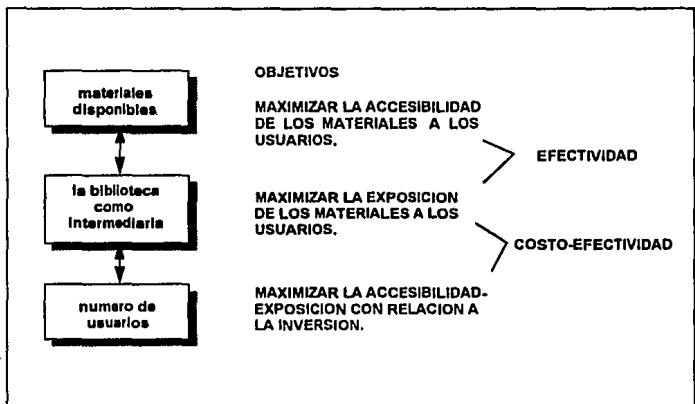 materiales
disponibles
la biblioteca
como
Intermediaria
numero de
usuarios
OBJETIVOS
MAXIMIZAR LA ACCESIBILIDAD
DE LOS MATERIALES A LOS
USUARIOS.
MAXIMIZAR LA EXPOSICION
DE LOS MATERIALES A LOS
USUARIOS.
MAXIMIZAR LA ACCESIBILIDAD-
EXPOSICION CON RELACION A
LA INVERSION.
EFECTIVIDAD
COSTO-EFECTIVIDAD